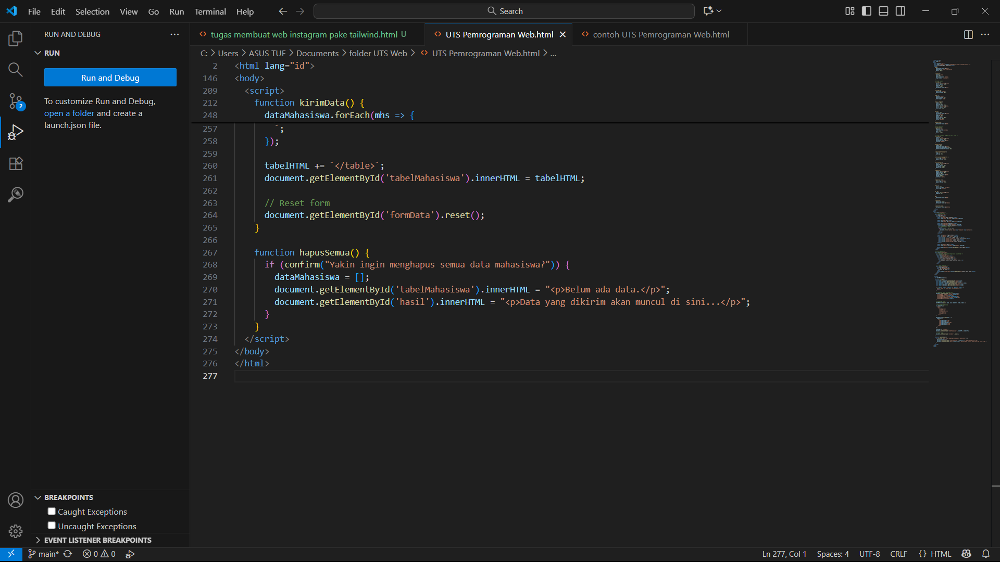 File Edit Selection View Go Run Terminal Help
Search
RUN AND DEBUG
RUN
Run and Debug
To customize Run and Debug,
open a folder and create a
launch.json file.
BREAKPOINTS
Caught Exceptions
Uncaught Exceptions
EVENT LISTENER BREAKPOINTS
tugas membuat web instagram pake tailwind.html U
UTS Pemrograman Web.html
contoh UTS Pemrograman Web.html
C: > Users > ASUS TUF > Documents > folder UTS Web > UTS Pemrograman Web.html > ...
2 <html lang="id">
146 <body>
209 <script>
212 function kirimData() {
248 dataMahasiswa.forEach(mhs => {
257 `;
258 });
259
260 tabelHTML += `</table>`;
261 document.getElementById('tabelMahasiswa').innerHTML = tabelHTML;
262
263 // Reset form
264 document.getElementById('formData').reset();
265 }
266
267 function hapusSemua() {
268 if (confirm("Yakin ingin menghapus semua data mahasiswa?")) {
269 dataMahasiswa = [];
270 document.getElementById('tabelMahasiswa').innerHTML = "<p>Belum ada data.</p>";
271 document.getElementById('hasil').innerHTML = "<p>Data yang dikirim akan muncul di sini...</p>";
272 }
273 }
274 </script>
275 </body>
276 </html>
277
2
main* 0 0
Ln 277, Col 1 Spaces: 4 UTF-8 CRLF {} HTML